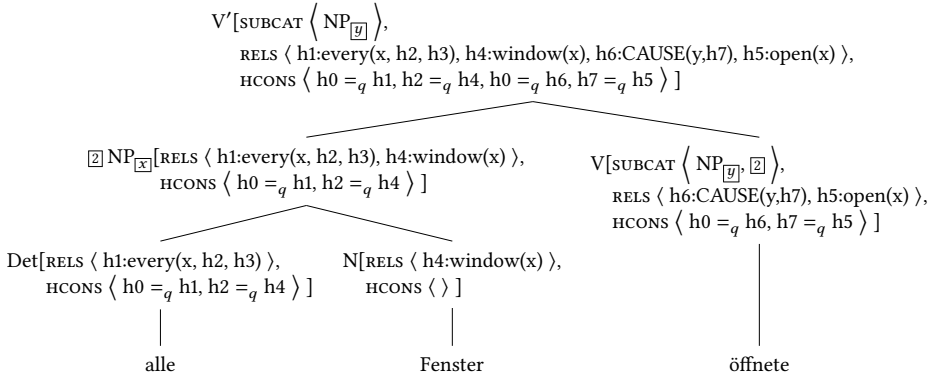 V′[SUBCAT ⟨ NP[y] ⟩,
RELS ⟨ h1:every(x, h2, h3), h4:window(x), h6:CAUSE(y,h7), h5:open(x) ⟩,
HCONS ⟨ h0 =q h1, h2 =q h4, h0 =q h6, h7 =q h5 ⟩ ]
[2] NP[x][RELS ⟨ h1:every(x, h2, h3), h4:window(x) ⟩,
HCONS ⟨ h0 =q h1, h2 =q h4 ⟩ ]
V[SUBCAT ⟨ NP[y], [2] ⟩,
RELS ⟨ h6:CAUSE(y,h7), h5:open(x) ⟩,
HCONS ⟨ h0 =q h6, h7 =q h5 ⟩ ]
Det[RELS ⟨ h1:every(x, h2, h3) ⟩,
HCONS ⟨ h0 =q h1, h2 =q h4 ⟩ ]
N[RELS ⟨ h4:window(x) ⟩,
HCONS ⟨ ⟩ ]
alle
Fenster
öffnete